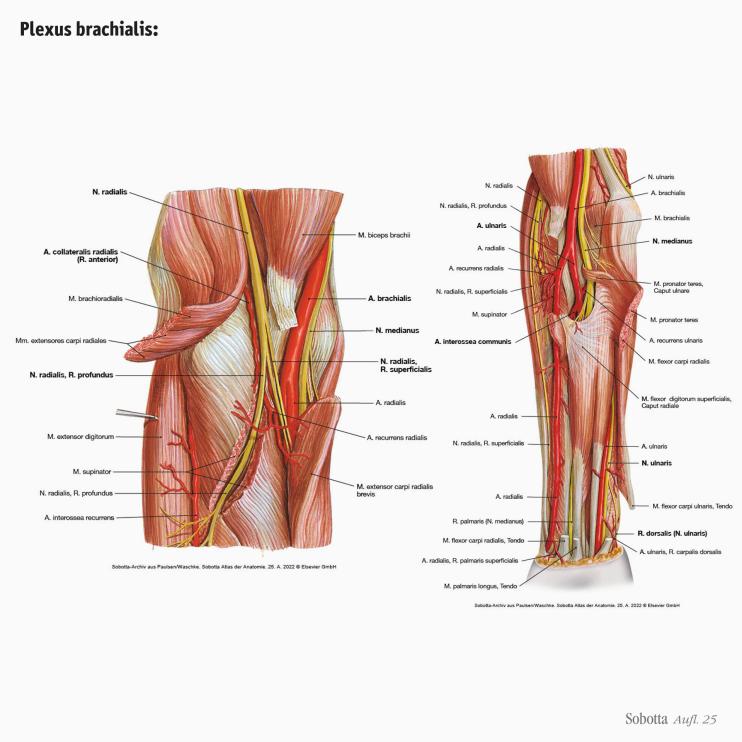 Plexus brachialis:
N. radialis
A. collateralis radialis
(R. anterior)
M. brachioradialis
Mm. extensores carpi radiales
N. radialis, R. profundus
M. extensor digitorum
M. supinator
N. radialis, R. profundus
A. interossea recurrens
M. biceps brachii
A. brachialis
N. medianus
N. radialis,
R. superficialis
A. radialis
A. recurrens radialis
M. extensor carpi radialis
brevis
Sobotta-Archiv aus Paulsen/Waschke. Sobotta Atlas der Anatomie. 25. A. 2022 © Elsevier GmbH
N. radialis
N. radialis, R. profundus
A. ulnaris
A. radialis
A. recurrens radialis
N. radialis, R. superficialis
M. supinator
A. interossea communis
A. radialis
N. radialis, R. superficialis
A. radialis
R. palmaris (N. medianus)
M. flexor carpi radialis, Tendo
A. radialis, R. palmaris superficialis
M. palmaris longus, Tendo
N. ulnaris
A. brachialis
M. brachialis
N. medianus
M. pronator teres,
Caput ulnare
M. pronator teres
A. recurrens ulnaris
M. flexor carpi radialis
M. flexor digitorum superficialis,
Caput radiale
A. ulnaris
N. ulnaris
M. flexor carpi ulnaris, Tendo
R. dorsalis (N. ulnaris)
A. ulnaris, R. carpalis dorsalis
Sobotta-Archiv aus Paulsen/Waschke. Sobotta Atlas der Anatomie. 25. A. 2022 © Elsevier GmbH
Sobotta Aufl. 25